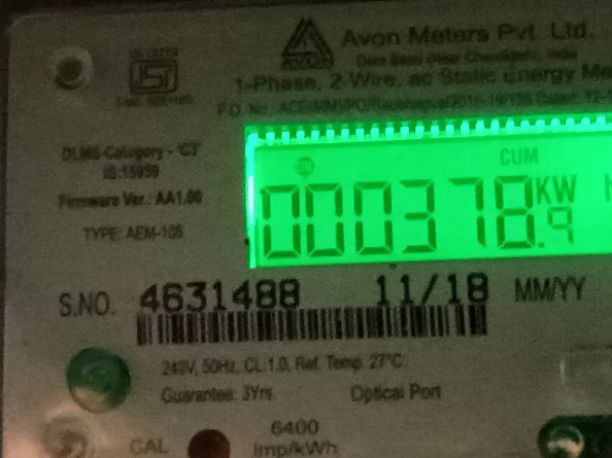 AVON
Avon Meters Pvt. Ltd.
1-Phase, 2-Wire, ac Static Energy Me
DLMS-Category - 'C3'
IS:15959
Firmware Ver.: AA1.00
TYPE: AEM-106
CUM
000378.9 KW h
S.NO. 4631488 11/18 MM/YY
240V, 50Hz, CL:1.0, Ref. Temp. 27°C
Guarantee: 3Yrs. Optical Port
6400
CAL imp/kWh